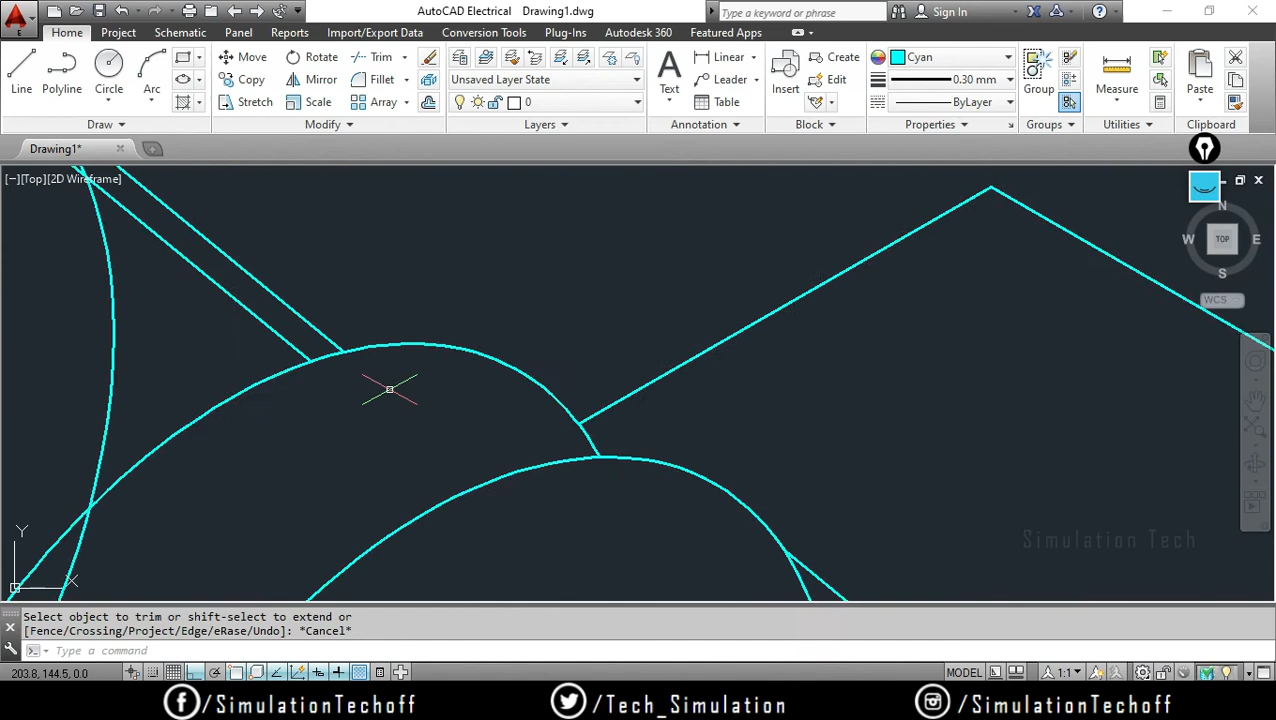 AutoCAD Electrical Drawing1.dwg
Type a keyword or phrase
Sign In
Home Project Schematic Panel Reports Import/Export Data Conversion Tools Plug-Ins Autodesk 360 Featured Apps
Line Polyline Circle Arc
Draw
Move Rotate Trim
Copy Mirror Fillet
Stretch Scale Array
Modify
Unsaved Layer State
0
Layers
Text
Linear
Leader
Table
Annotation
Insert
Create
Edit
Block
Cyan
0.30 mm
ByLayer
Properties
Group
Groups
Measure
Utilities
Paste
Clipboard
Drawing1*
[−][Top][2D Wireframe]
N
W TOP E
S
WCS
Simulation Tech
Y
X
Select object to trim or shift-select to extend or
[Fence/Crossing/Project/Edge/eRase/Undo]: *Cancel*
Type a command
203.8, 144.5, 0.0
MODEL
1:1
/SimulationTechoff /Tech_Simulation /SimulationTechoff